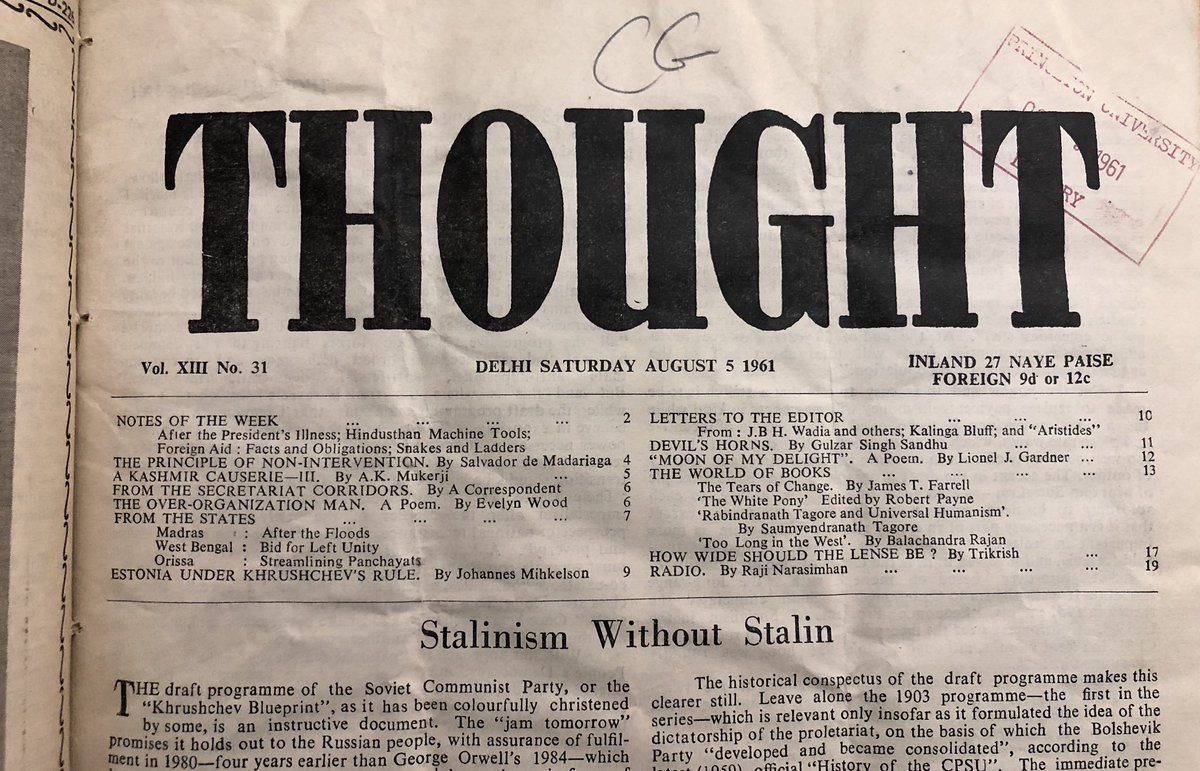 CG
PRINCETON UNIVERSITY
1961
THOUGHT
Vol. XIII No. 31
DELHI SATURDAY AUGUST 5 1961
INLAND 27 NAYE PAISE
FOREIGN 9d or 12c
NOTES OF THE WEEK ... ... ... ... 2
After the President's Illness; Hindusthan Machine Tools;
Foreign Aid : Facts and Obligations; Snakes and Ladders
THE PRINCIPLE OF NON-INTERVENTION. By Salvador de Madariaga 4
A KASHMIR CAUSERIE—III. By A.K. Mukerji ... 5
FROM THE SECRETARIAT CORRIDORS. By A Correspondent 6
THE OVER-ORGANIZATION MAN. A Poem. By Evelyn Wood 6
FROM THE STATES ... ... ... ... 7
Madras : After the Floods
West Bengal : Bid for Left Unity
Orissa : Streamlining Panchayats
ESTONIA UNDER KHRUSHCHEV'S RULE. By Johannes Mihkelson 9
LETTERS TO THE EDITOR ... ... ... 10
From : J.B H. Wadia and others; Kalinga Bluff; and "Aristides"
DEVIL'S HORNS. By Gulzar Singh Sandhu ... ... 11
"MOON OF MY DELIGHT". A Poem. By Lionel J. Gardner ... 12
THE WORLD OF BOOKS ... ... ... 13
The Tears of Change. By James T. Farrell
'The White Pony' Edited by Robert Payne
'Rabindranath Tagore and Universal Humanism'.
By Saumyendranath Tagore
'Too Long in the West'. By Balachandra Rajan
HOW WIDE SHOULD THE LENSE BE ? By Trikrish ... 17
RADIO. By Raji Narasimhan ... ... ... ... 19
Stalinism Without Stalin
THE draft programme of the Soviet Communist Party, or the
"Khrushchev Blueprint", as it has been colourfully christened
by some, is an instructive document. The "jam tomorrow"
promises it holds out to the Russian people, with assurance of fulfil-
ment in 1980—four years earlier than George Orwell's 1984—which
The historical conspectus of the draft programme makes this
clearer still. Leave alone the 1903 programme—the first in the
series—which is relevant only insofar as it formulated the idea of the
dictatorship of the proletariat, on the basis of which the Bolshevik
Party "developed and became consolidated", according to the
latest (1959) official "History of the CPSU". The immediate pre-